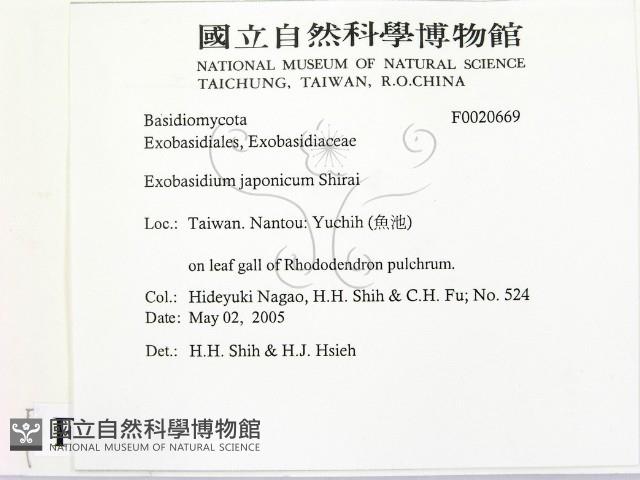 國立自然科學博物館
NATIONAL MUSEUM OF NATURAL SCIENCE
TAICHUNG, TAIWAN, R.O.CHINA
Basidiomycota F0020669
Exobasidiales, Exobasidiaceae
Exobasidium japonicum Shirai
Loc.: Taiwan. Nantou: Yuchih (魚池)
on leaf gall of Rhododendron pulchrum.
Col.: Hideyuki Nagao, H.H. Shih & C.H. Fu; No. 524
Date: May 02, 2005
Det.: H.H. Shih & H.J. Hsieh
國立自然科學博物館
NATIONAL MUSEUM OF NATURAL SCIENCE